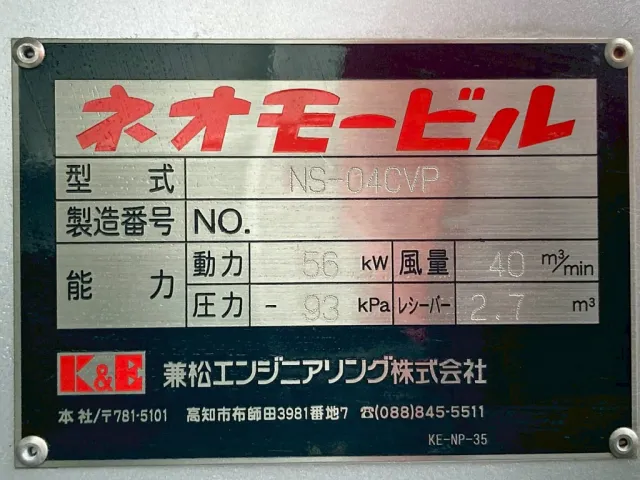 ネオモービル
型 式 NS-04CVP
製造番号 NO.
能 力 動力 56 kW 風量 40 m³/min
圧力 - 93 kPa レシーバー 2.7 m³
K&E 兼松エンジニアリング株式会社
本社/〒781-5101 高知市布師田3981番地7 ☎(088)845-5511
KE-NP-35